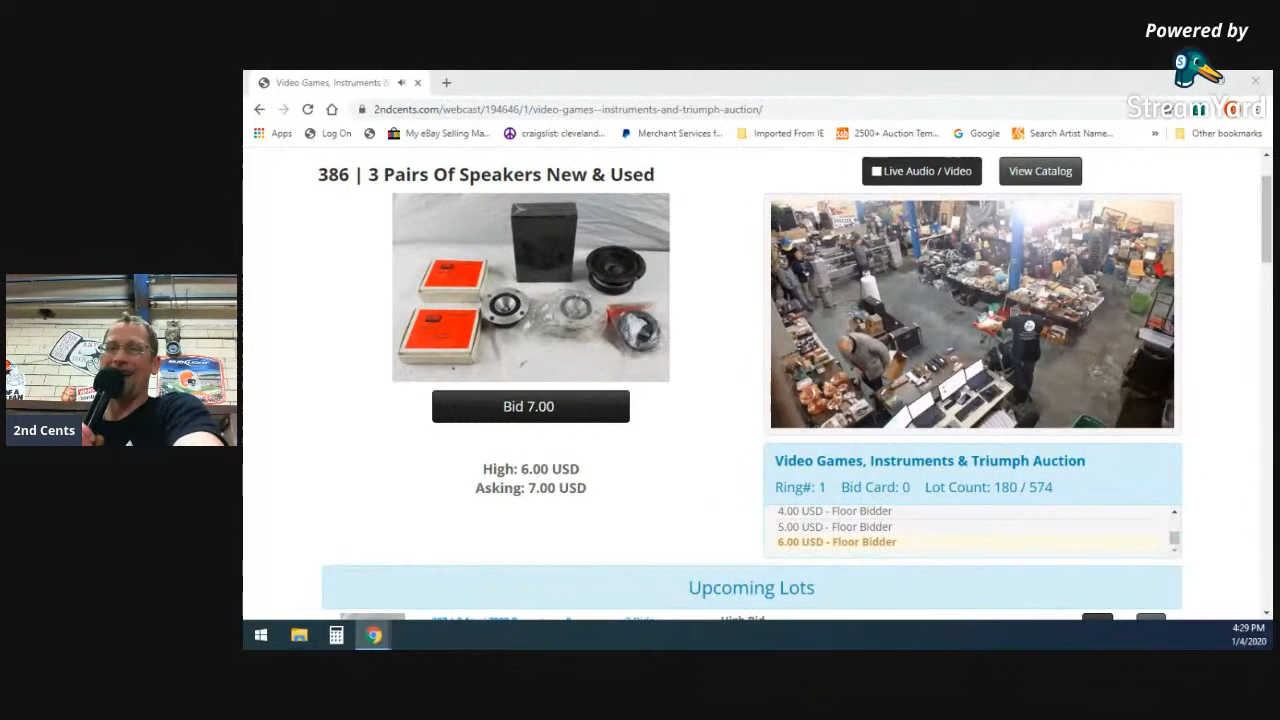 Powered by
StreamYard
Video Games, Instruments &
2ndcents.com/webcast/194646/1/video-games--instruments-and-triumph-auction/
Apps
Log On
My eBay Selling Ma...
craigslist: cleveland...
Merchant Services f...
Imported From IE
2500+ Auction Tem...
Google
Search Artist Name...
»
Other bookmarks
386 | 3 Pairs Of Speakers New & Used
Live Audio / Video
View Catalog
Bid 7.00
High: 6.00 USD
Asking: 7.00 USD
Video Games, Instruments & Triumph Auction
Ring#: 1 Bid Card: 0 Lot Count: 180 / 574
4.00 USD - Floor Bidder
5.00 USD - Floor Bidder
6.00 USD - Floor Bidder
Upcoming Lots
2nd Cents
4:29 PM
1/4/2020